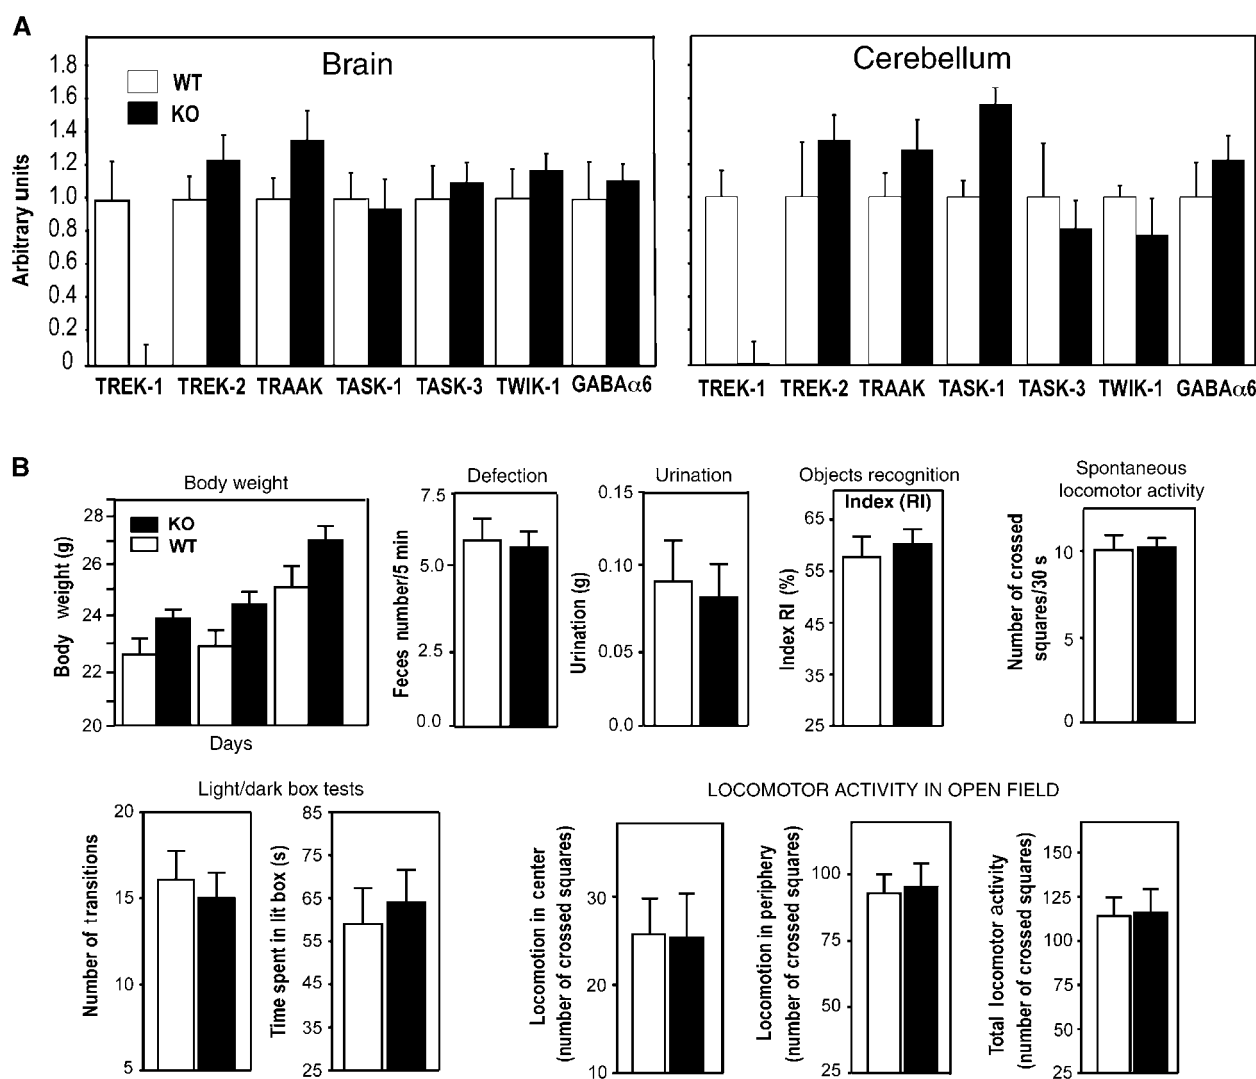 A
Brain
WT
KO
Arbitrary units
1.8
1.6
1.4
1.2
1.0
0.8
0.6
0.4
0.2
0
TREK-1 TREK-2 TRAAK TASK-1 TASK-3 TWIK-1 GABAα6
Cerebellum
TREK-1 TREK-2 TRAAK TASK-1 TASK-3 TWIK-1 GABAα6
B
Body weight
KO
WT
Body weight (g)
28
26
24
22
20
Days
Defection
Feces number/5 min
7.5
5.0
2.5
0.0
Urination
Urination (g)
0.15
0.10
0.05
0.0
Objects recognition
Index (RI)
Index RI (%)
65
55
45
35
25
Spontaneous
locomotor activity
Number of crossed
squares/30 s
10
5
0
Light/dark box tests
Number of transitions
20
15
10
5
Time spent in lit box (s)
85
75
65
55
45
35
25
LOCOMOTOR ACTIVITY IN OPEN FIELD
Locomotion in center
(number of crossed squares)
30
20
10
Locomotion in periphery
(number of crossed squares)
100
75
50
25
Total locomotor activity
(number of crossed squares)
150
125
100
75
50
25